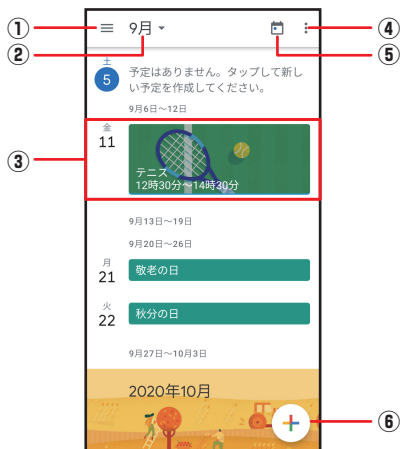 ①
9月
④
②
⑤
土
5
予定はありません。タップして新し
い予定を作成してください。
9月6日～12日
金
11
③
テニス
12時30分～14時30分
9月13日～19日
9月20日～26日
月
21
敬老の日
火
22
秋分の日
9月27日～10月3日
2020年10月
⑥